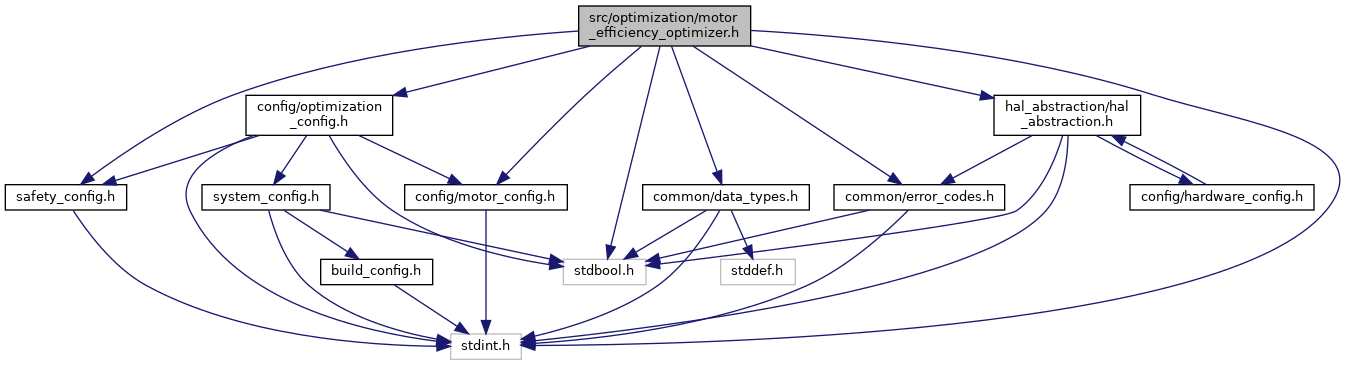 src/optimization/motor
_efficiency_optimizer.h
config/optimization
_config.h
hal_abstraction/hal
_abstraction.h
safety_config.h
system_config.h
config/motor_config.h
common/data_types.h
common/error_codes.h
config/hardware_config.h
build_config.h
stdbool.h
stddef.h
stdint.h